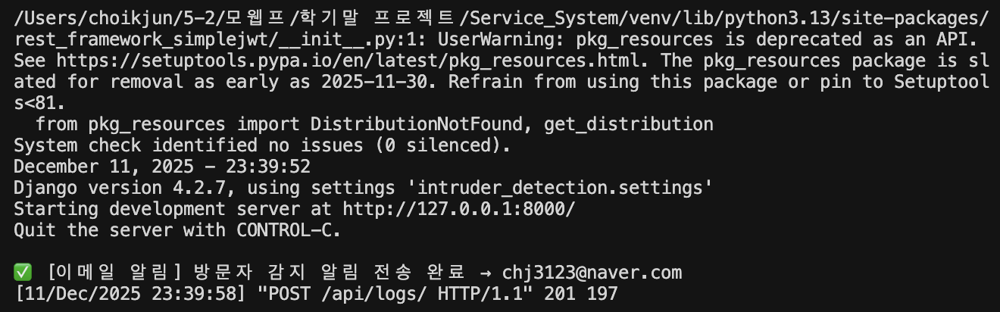 /Users/choikjun/5-2/모웹프/학기말 프로젝트/Service_System/venv/lib/python3.13/site-packages/
rest_framework_simplejwt/__init__.py:1: UserWarning: pkg_resources is deprecated as an API.
See https://setuptools.pypa.io/en/latest/pkg_resources.html. The pkg_resources package is sl
ated for removal as early as 2025-11-30. Refrain from using this package or pin to Setuptool
s<81.
  from pkg_resources import DistributionNotFound, get_distribution
System check identified no issues (0 silenced).
December 11, 2025 - 23:39:52
Django version 4.2.7, using settings 'intruder_detection.settings'
Starting development server at http://127.0.0.1:8000/
Quit the server with CONTROL-C.

✅ [이메일 알림] 방문자 감지 알림 전송 완료 → chj3123@naver.com
[11/Dec/2025 23:39:58] "POST /api/logs/ HTTP/1.1" 201 197